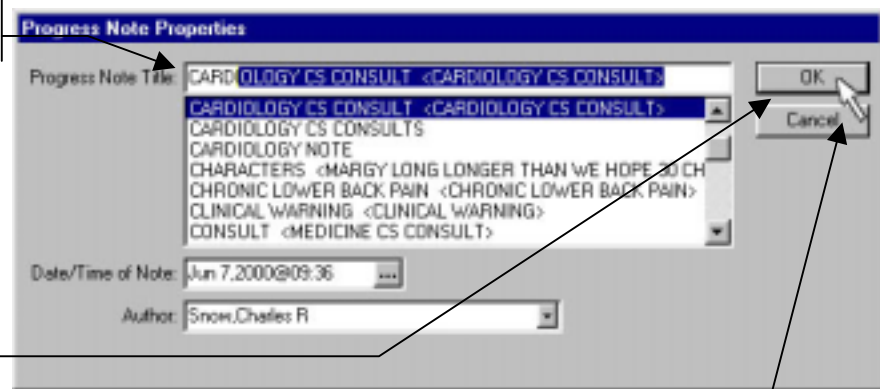 Progress Note Properties
Progress Note Title: CARDIOLOGY CS CONSULT <CARDIOLOGY CS CONSULT>
OK
CARDIOLOGY CS CONSULT <CARDIOLOGY CS CONSULT>
Cancel
CARDIOLOGY CS CONSULTS
CARDIOLOGY NOTE
CHARACTERS <MARGY LONG LONGER THAN WE HOPE 30 CH
CHRONIC LOWER BACK PAIN <CHRONIC LOWER BACK PAIN>
CLINICAL WARNING <CLINICAL WARNING>
CONSULT <MEDICINE CS CONSULT>
Date/Time of Note: Jun 7,2000@09:36 ...
Author: Snow,Charles R